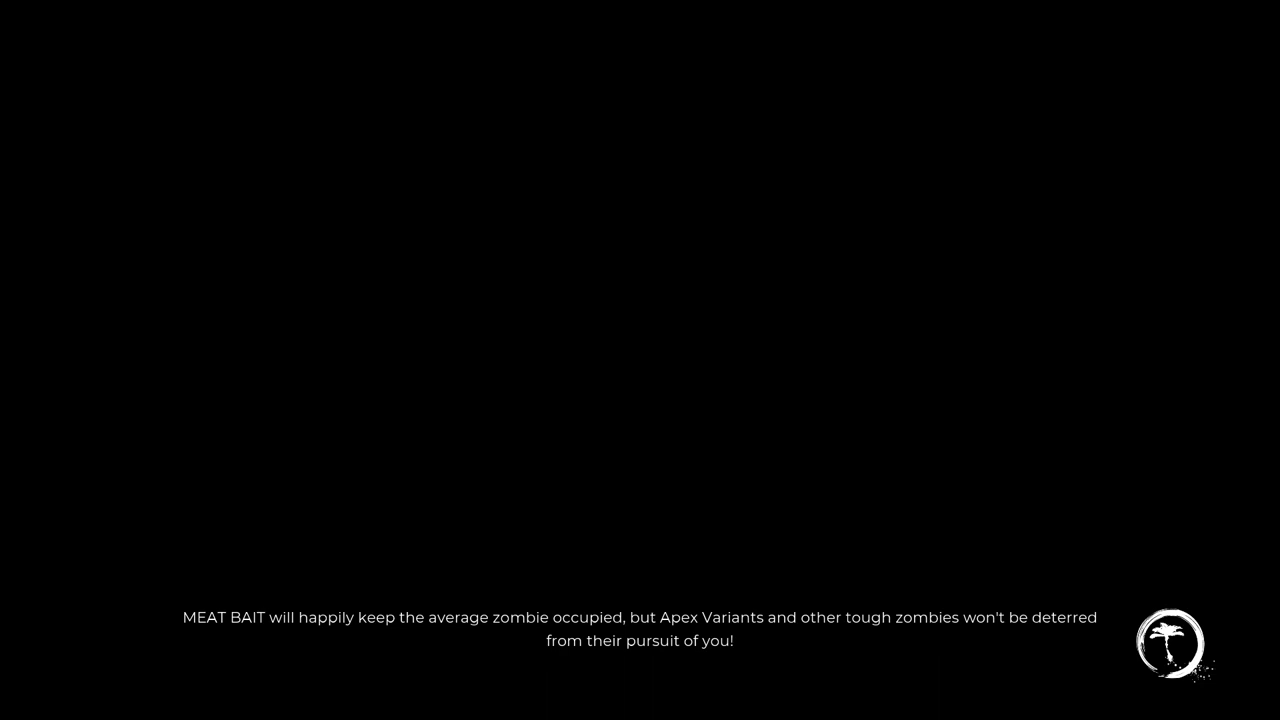 MEAT BAIT will happily keep the average zombie occupied, but Apex Variants and other tough zombies won't be deterred
from their pursuit of you!